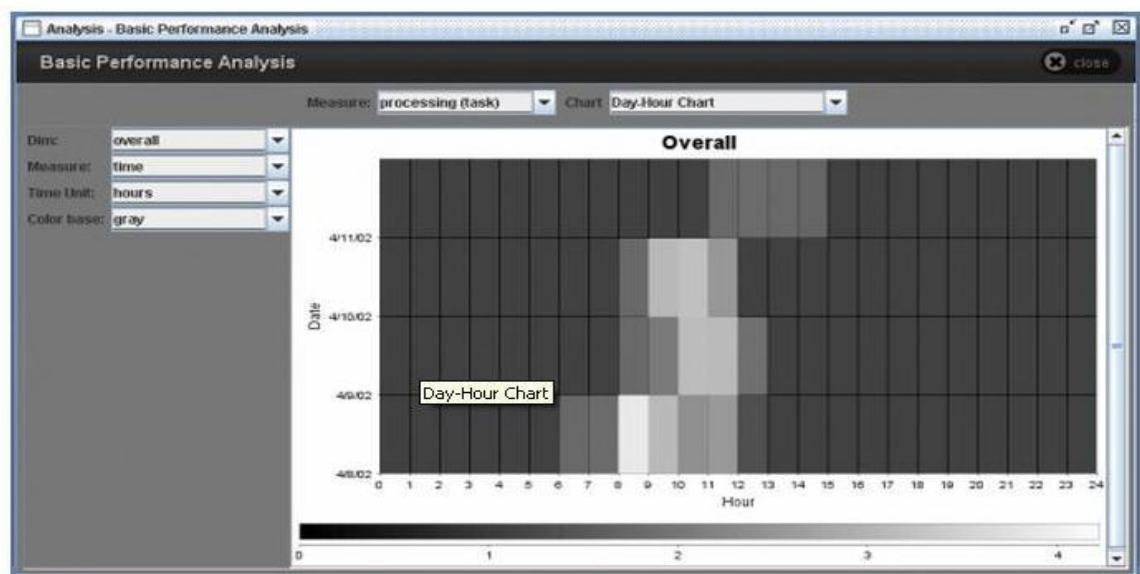 Analysis - Basic Performance Analysis
Basic Performance Analysis
close
Measure: processing (task) Chart Day-Hour Chart
Dim: overall
Measure: time
Time Unit: hours
Color base: gray
Overall
4/11/02
4/10/02
4/9/02
4/8/02
Date
Day-Hour Chart
0 1 2 3 4 5 6 7 8 9 10 11 12 13 14 15 16 17 18 19 20 21 22 23 24
Hour
0 1 2 3 4